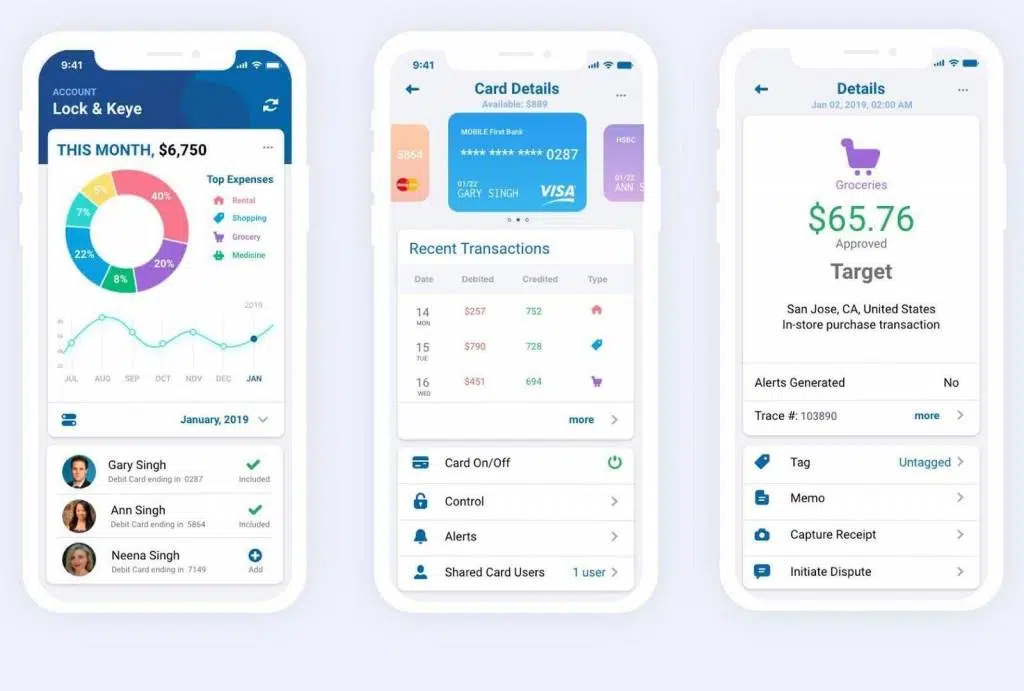 9:41
ACCOUNT
Lock & Keye
THIS MONTH, $6,750
Top Expenses
5%
40%
7%
22%
20%
8%
Rental
Shopping
Grocery
Medicine
2019
JUL AUG SEP OCT NOV DEC JAN
January, 2019
Gary Singh
Debit Card ending in 0287
Included
Ann Singh
Debit Card ending in 5864
Included
Neena Singh
Debit Card ending in 7149
Add
9:41
Card Details
Available: $889
5864
MOBILE First Bank
**** **** **** 0287
01/22
GARY SINGH
VISA
HSBC
01/22
ANN S
Recent Transactions
Date Debited Credited Type
14 $257 752
MON
15 $790 728
TUE
16 $451 694
WED
more
Card On/Off
Control
Alerts
Shared Card Users 1 user
Details
Jan 02, 2019, 02:00 AM
Groceries
$65.76
Approved
Target
San Jose, CA, United States
In-store purchase transaction
Alerts Generated No
Trace #: 103890 more
Tag Untagged
Memo
Capture Receipt
Initiate Dispute